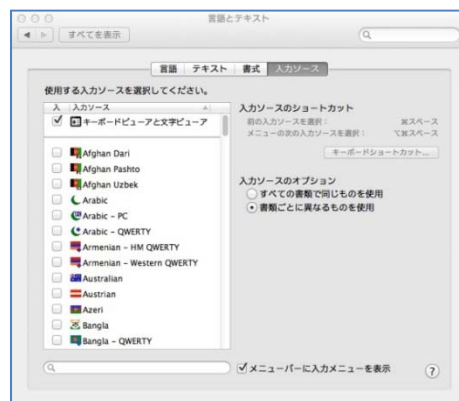 言語とテキスト
すべてを表示
言語 テキスト 書式 入力ソース
使用する入力ソースを選択してください。
入 入力ソース
キーボードビューアと文字ビューア
Afghan Dari
Afghan Pashto
Afghan Uzbek
Arabic
Arabic – PC
Arabic – QWERTY
Armenian – HM QWERTY
Armenian – Western QWERTY
Australian
Austrian
Azeri
Bangla
Bangla – QWERTY
入力ソースのショートカット
前の入力ソースを選択： ⌘スペース
メニューの次の入力ソースを選択： ⌥⌘スペース
キーボードショートカット...
入力ソースのオプション
すべての書類で同じものを使用
書類ごとに異なるものを使用
メニューバーに入力メニューを表示
?